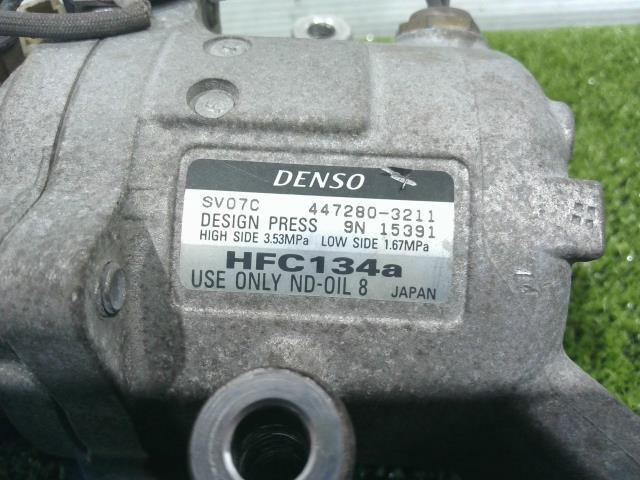 DENSO
SV07C 447280-3211
DESIGN PRESS 9N 15391
HIGH SIDE 3.53MPa LOW SIDE 1.67MPa
HFC134a
USE ONLY ND-OIL 8 JAPAN